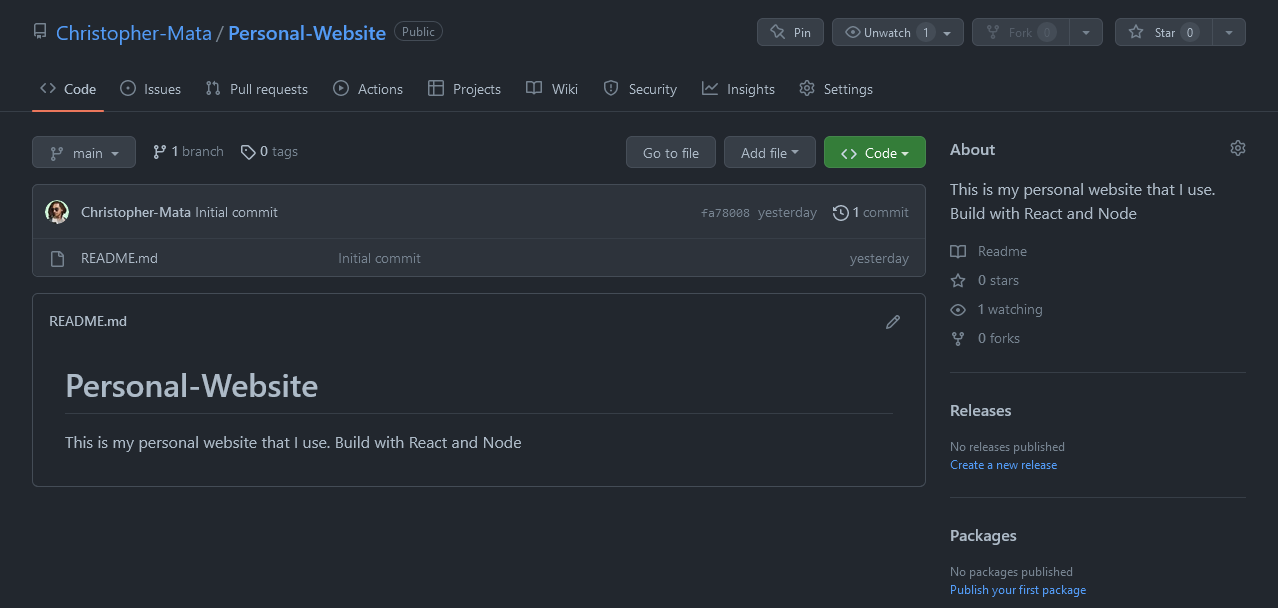 Christopher-Mata / Personal-Website Public
Pin Unwatch 1 Fork 0 Star 0
Code Issues Pull requests Actions Projects Wiki Security Insights Settings
main 1 branch 0 tags Go to file Add file Code
Christopher-Mata Initial commit fa78008 yesterday 1 commit
README.md Initial commit yesterday
README.md
Personal-Website
This is my personal website that I use. Build with React and Node
About
This is my personal website that I use.
Build with React and Node
Readme
0 stars
1 watching
0 forks
Releases
No releases published
Create a new release
Packages
No packages published
Publish your first package